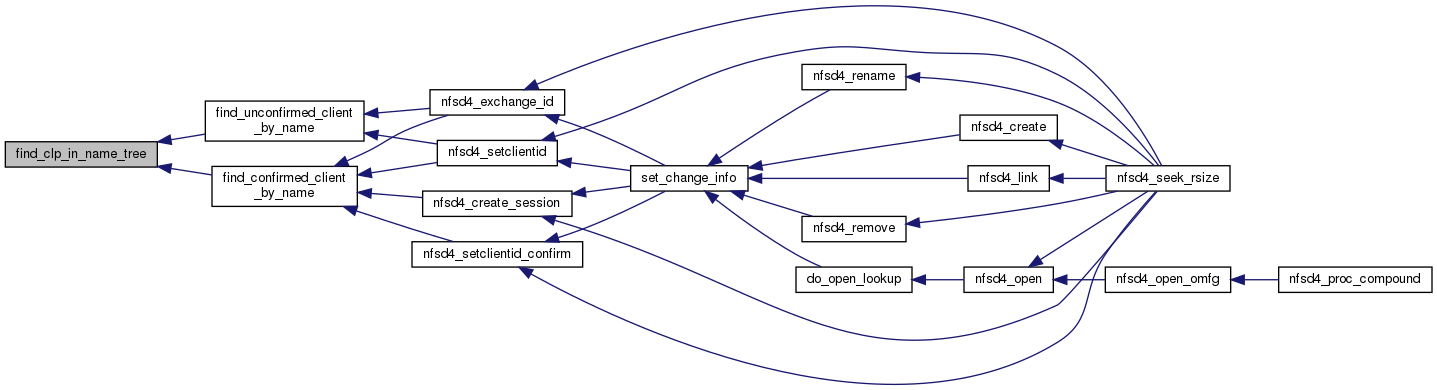 find_clp_in_name_tree
find_unconfirmed_client
_by_name
find_confirmed_client
_by_name
nfsd4_exchange_id
nfsd4_setclientid
nfsd4_create_session
nfsd4_setclientid_confirm
set_change_info
nfsd4_rename
nfsd4_create
nfsd4_link
nfsd4_remove
do_open_lookup
nfsd4_open
nfsd4_seek_rsize
nfsd4_open_omfg
nfsd4_proc_compound